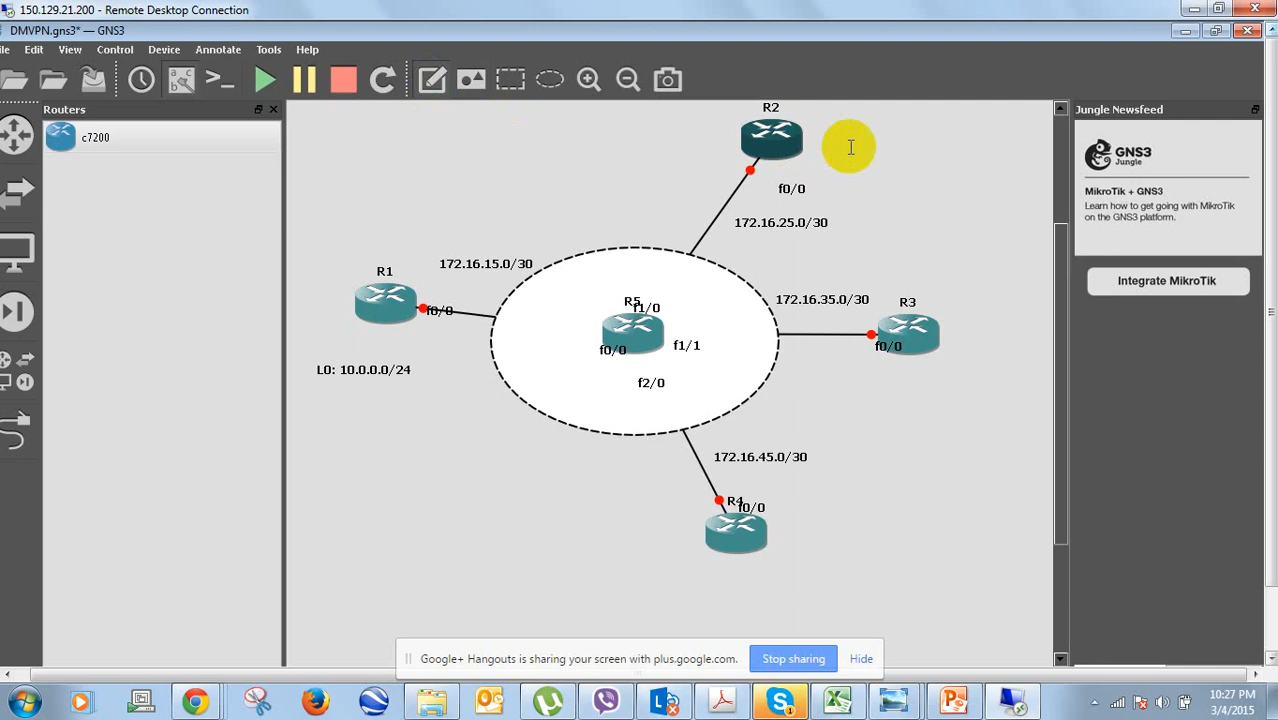 150.129.21.200 - Remote Desktop Connection
DMVPN.gns3* — GNS3
ile Edit View Control Device Annotate Tools Help
Routers
c7200
R2
f0/0
172.16.25.0/30
172.16.15.0/30
R1
f0/0
L0: 10.0.0.0/24
R5
f1/0
f0/0
f1/1
f2/0
172.16.35.0/30
R3
f0/0
172.16.45.0/30
R4
f0/0
Jungle Newsfeed
GNS3
Jungle
MikroTik + GNS3
Learn how to get going with MikroTik
on the GNS3 platform.
Integrate MikroTik
Google+ Hangouts is sharing your screen with plus.google.com. Stop sharing Hide
10:27 PM
3/4/2015